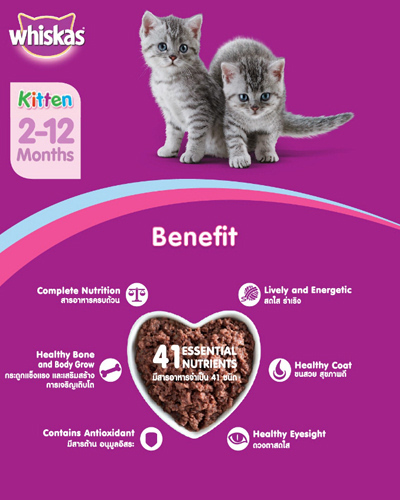 whiskas
Kitten
2-12
Months
Benefit
Complete Nutrition
สารอาหารครบถ้วน
Lively and Energetic
สดใส ร่าเริง
41 ESSENTIAL
NUTRIENTS
มีสารอาหารจำเป็น 41 ชนิด
Healthy Bone
and Body Grow
กระดูกแข็งแรง และเสริมสร้าง
การเจริญเติบโต
Healthy Coat
ขนสวย สุขภาพดี
Contains Antioxidant
มีสารต้าน อนุมูลอิสระ
Healthy Eyesight
ดวงตาสดใส